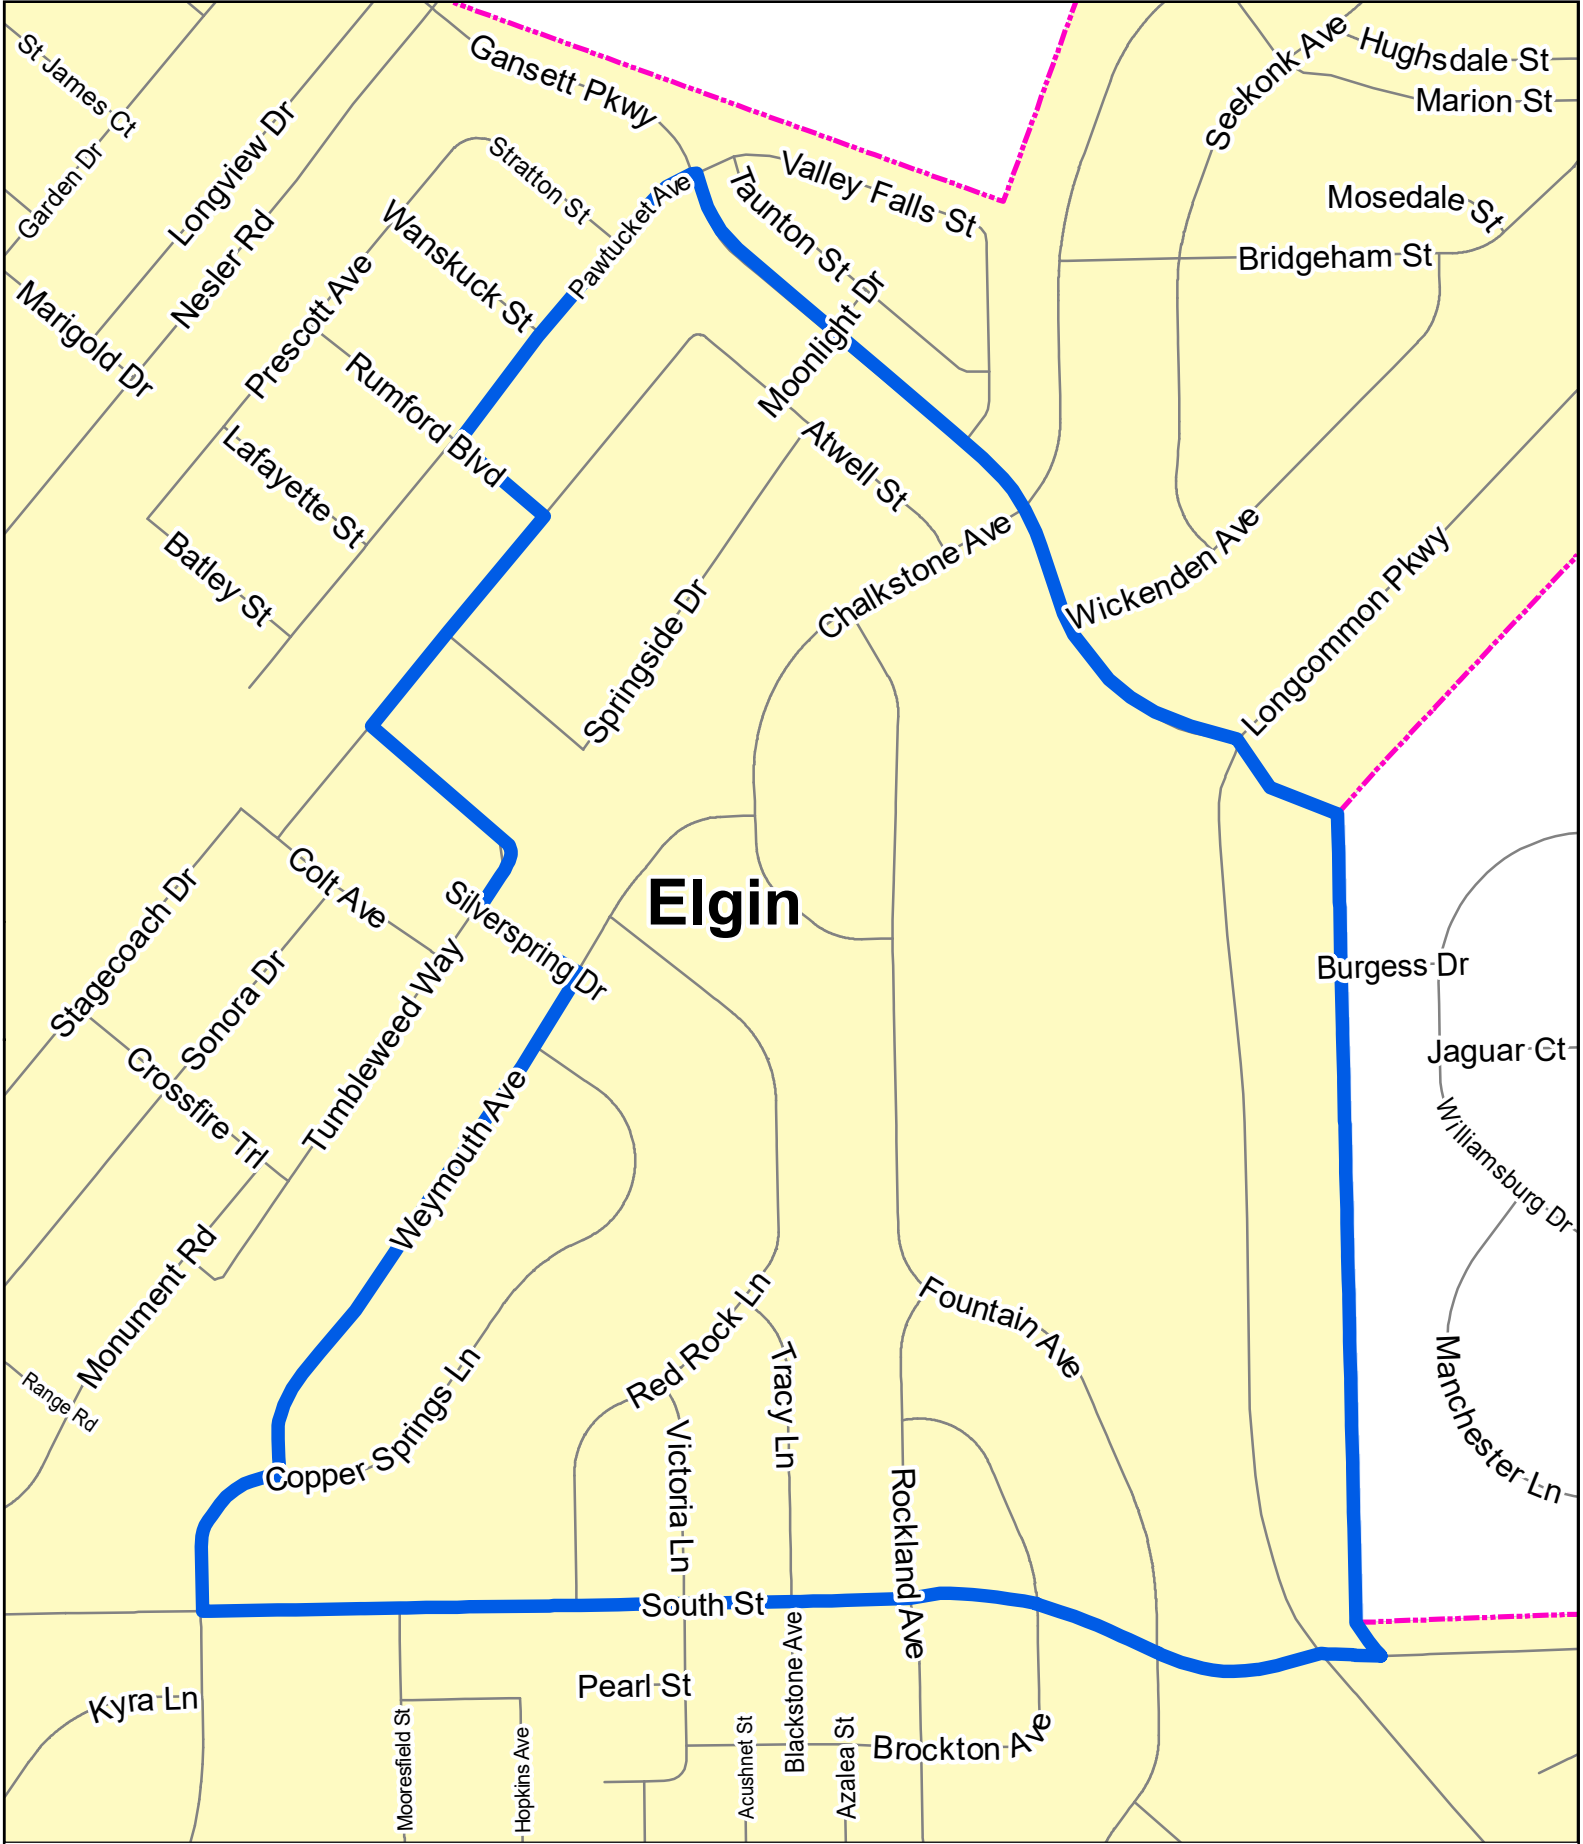 Gansett Pkwy
Seekonk Ave
Hughsdale St
Marion St
St James Ct
Longview Dr
Garden Dr
Stratton St
Pawtucket Ave
Taunton St
Valley Falls St
Mosedale St
Bridgeham St
Wanskuck St
Nesler Rd
Marigold Dr
Prescott Ave
Moonlight Dr
Rumford Blvd
Lafayette St
Atwell St
Batley St
Chalkstone Ave
Wickenden Ave
Longcommon Pkwy
Springside Dr
Colt Ave
Silverspring Dr
Elgin
Stagecoach Dr
Sonora Dr
Tumbleweed Way
Burgess Dr
Jaguar Ct
Crossfire Trl
Weymouth Ave
Williamsburg Dr
Monument Rd
Range Rd
Red Rock Ln
Fountain Ave
Tracy Ln
Manchester Ln
Copper Springs Ln
Victoria Ln
Rockland Ave
South St
Blackstone Ave
Pearl St
Kyra Ln
Mooresfield St
Hopkins Ave
Acushnet St
Azalea St
Brockton Ave